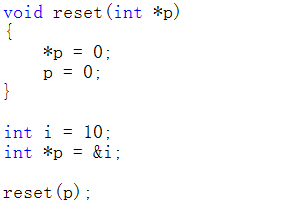 void reset(int *p)
{
    *p = 0;
    p = 0;
}

int i = 10;
int *p = &i;

reset(p);